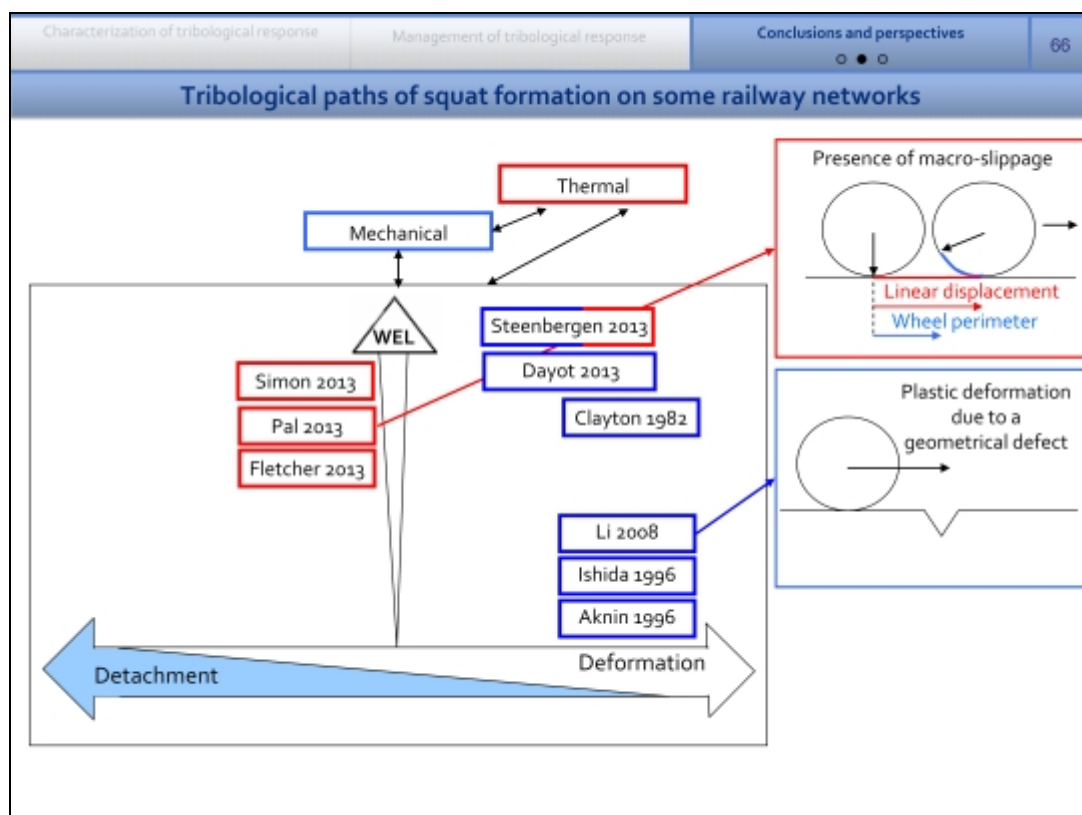 Characterization of tribological response
Management of tribological response
Conclusions and perspectives
66
Tribological paths of squat formation on some railway networks
Thermal
Mechanical
WEL
Steenbergen 2013
Dayot 2013
Clayton 1982
Simon 2013
Pal 2013
Fletcher 2013
Li 2008
Ishida 1996
Aknin 1996
Detachment
Deformation
Presence of macro-slippage
Linear displacement
Wheel perimeter
Plastic deformation
due to a
geometrical defect